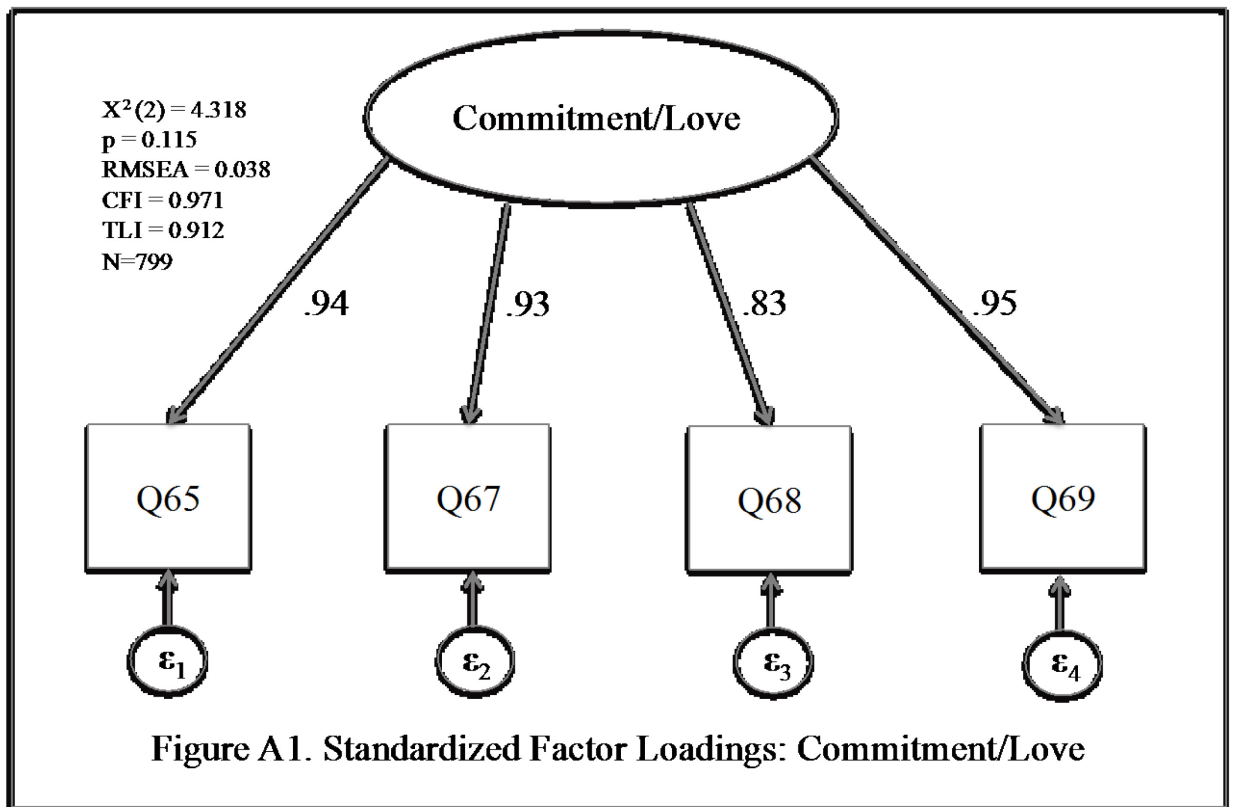 X² (2) = 4.318
p = 0.115
RMSEA = 0.038
CFI = 0.971
TLI = 0.912
N=799
Commitment/Love
.94
.93
.83
.95
Q65
Q67
Q68
Q69
ε₁
ε₂
ε₃
ε₄
Figure A1. Standardized Factor Loadings: Commitment/Love